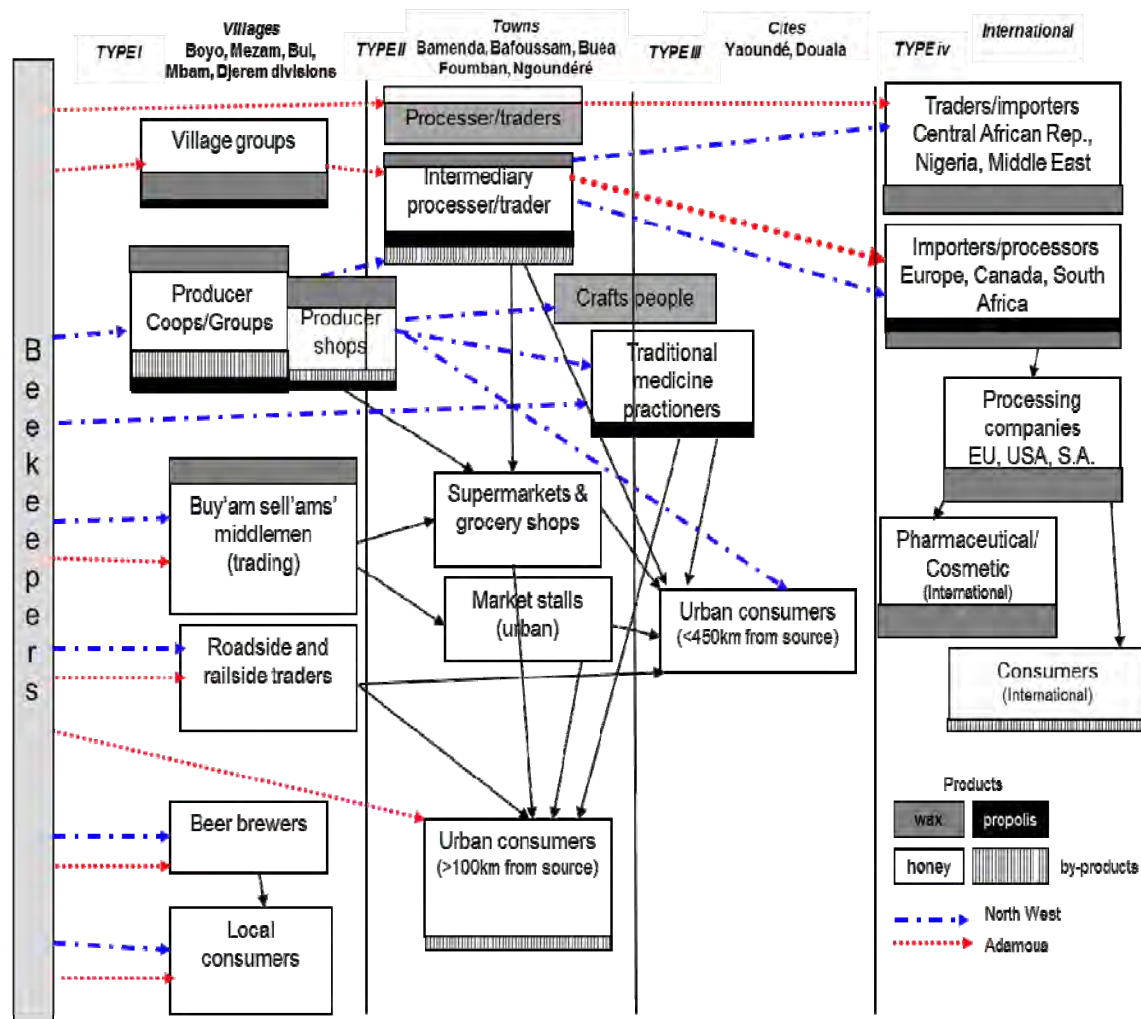 TYPE I
Villages
Boyo, Mezam, Bui,
Mbam, Djerem divisions
TYPE II
Towns
Bamenda, Bafoussam, Buea
Foumban, Ngoundéré
TYPE III
Cites
Yaoundé, Douala
TYPE iv
International
Beekeepers
Processer/traders
Village groups
Intermediary
processer/trader
Traders/importers
Central African Rep.,
Nigeria, Middle East
Importers/processors
Europe, Canada, South
Africa
Producer
Coops/Groups
Producer
shops
Crafts people
Traditional
medicine
practioners
Processing
companies
EU, USA, S.A.
Buy'am sell'ams'
middlemen
(trading)
Supermarkets &
grocery shops
Pharmaceutical/
Cosmetic
(International)
Market stalls
(urban)
Urban consumers
(<450km from source)
Roadside and
railside traders
Consumers
(International)
Beer brewers
Urban consumers
(>100km from source)
Local
consumers
Products
wax
propolis
honey
by-products
North West
Adamoua